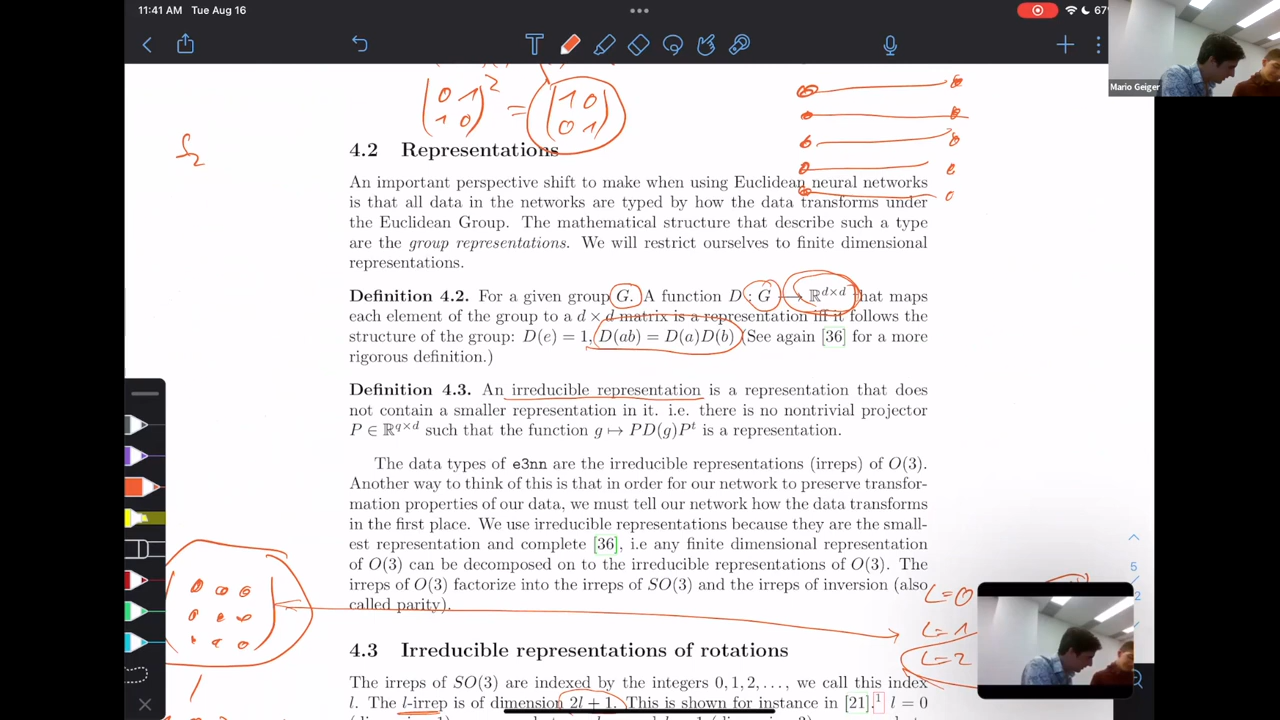 11:41 AM Tue Aug 16
67%
Mario Geiger
(0 1
1 0)² = (1 0
0 1)
S₂
4.2 Representations
An important perspective shift to make when using Euclidean neural networks
is that all data in the networks are typed by how the data transforms under
the Euclidean Group. The mathematical structure that describe such a type
are the group representations. We will restrict ourselves to finite dimensional
representations.
Definition 4.2. For a given group G. A function D : G ⟶ ℝ^{d×d} that maps
each element of the group to a d × d matrix is a representation iff it follows the
structure of the group: D(e) = 1, D(ab) = D(a)D(b) (See again [36] for a more
rigorous definition.)
Definition 4.3. An irreducible representation is a representation that does
not contain a smaller representation in it. i.e. there is no nontrivial projector
P ∈ ℝ^{q×d} such that the function g ↦ PD(g)P^t is a representation.
The data types of e3nn are the irreducible representations (irreps) of O(3).
Another way to think of this is that in order for our network to preserve transfor-
mation properties of our data, we must tell our network how the data transforms
in the first place. We use irreducible representations because they are the small-
est representation and complete [36], i.e any finite dimensional representation
of O(3) can be decomposed on to the irreducible representations of O(3). The
irreps of O(3) factorize into the irreps of SO(3) and the irreps of inversion (also
called parity).
L=0
L=1
L=2
4.3 Irreducible representations of rotations
The irreps of SO(3) are indexed by the integers 0, 1, 2, . . . , we call this index
l. The l-irrep is of dimension 2l + 1. This is shown for instance in [21].¹ l = 0